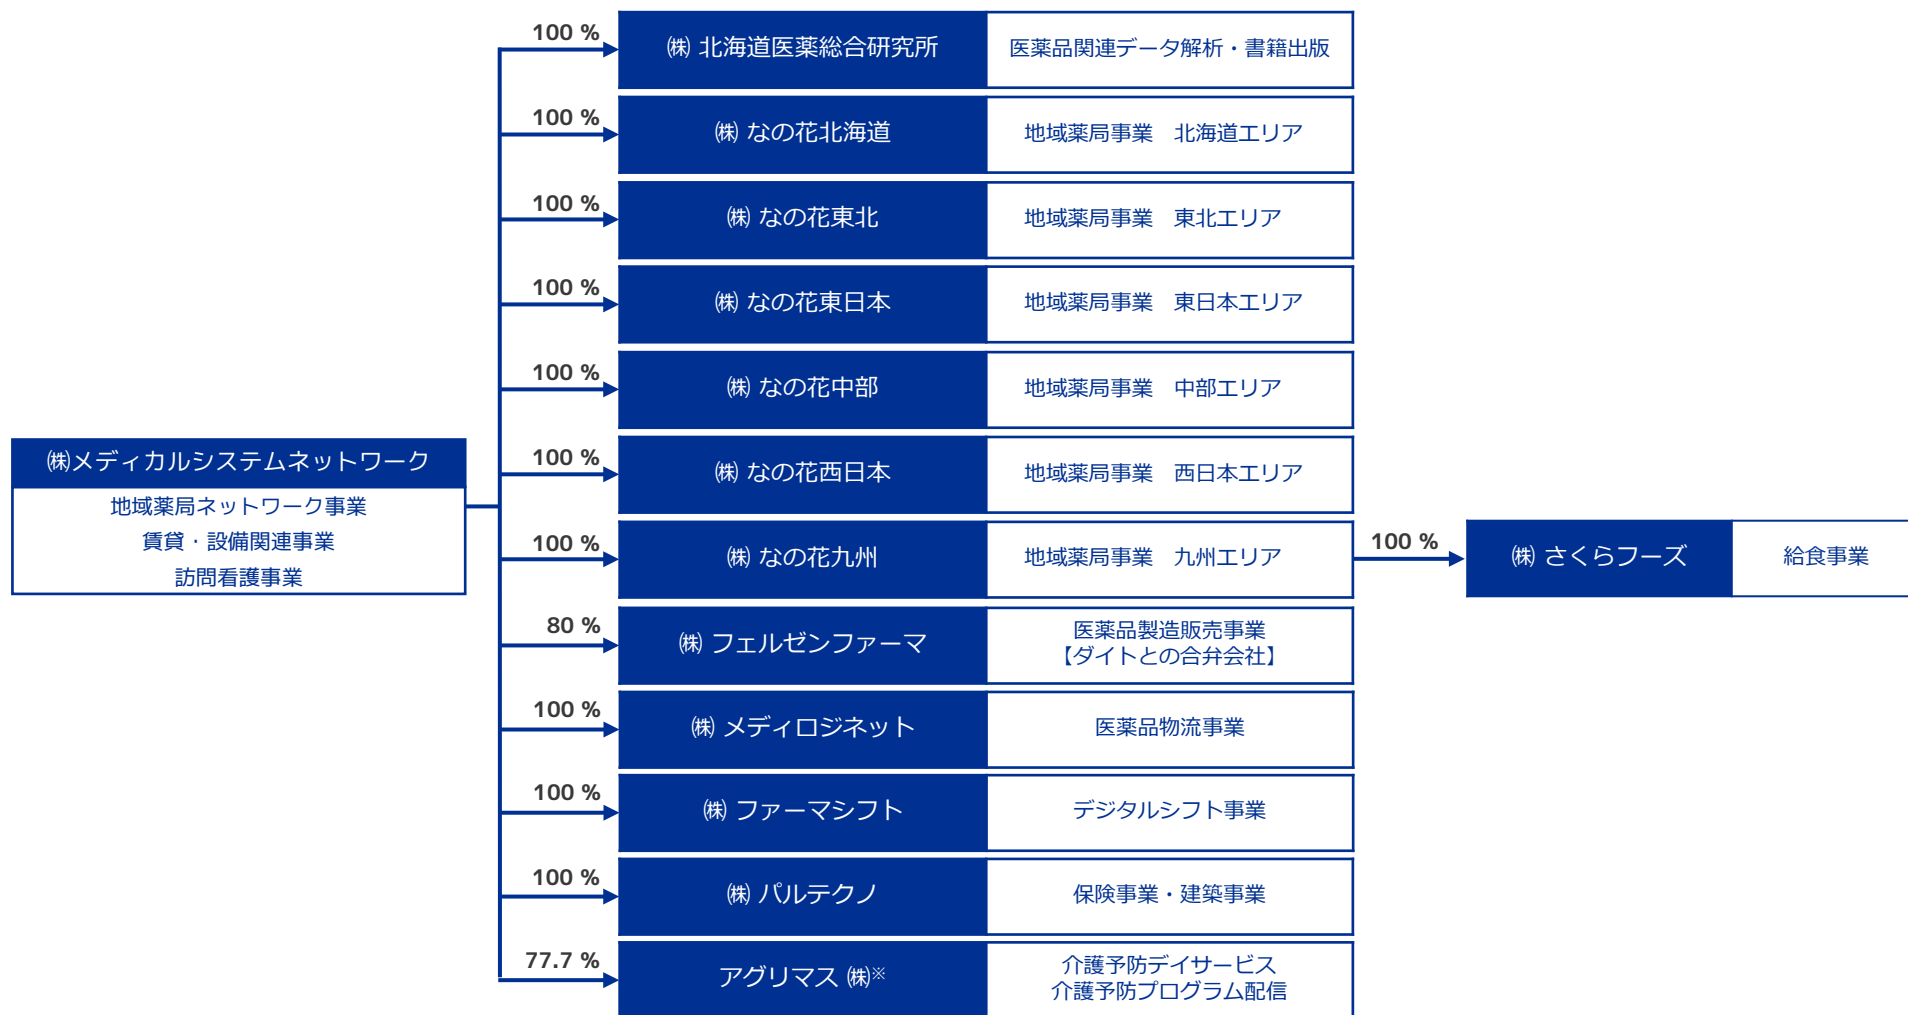 ㈱メディカルシステムネットワーク
地域薬局ネットワーク事業
賃貸・設備関連事業
訪問看護事業
100 %
㈱ 北海道医薬総合研究所
医薬品関連データ解析・書籍出版
100 %
㈱ なの花北海道
地域薬局事業　北海道エリア
100 %
㈱ なの花東北
地域薬局事業　東北エリア
100 %
㈱ なの花東日本
地域薬局事業　東日本エリア
100 %
㈱ なの花中部
地域薬局事業　中部エリア
100 %
㈱ なの花西日本
地域薬局事業　西日本エリア
100 %
㈱ なの花九州
地域薬局事業　九州エリア
100 %
㈱ さくらフーズ
給食事業
80 %
㈱ フェルゼンファーマ
医薬品製造販売事業
【ダイトとの合弁会社】
100 %
㈱ メディロジネット
医薬品物流事業
100 %
㈱ ファーマシフト
デジタルシフト事業
100 %
㈱ パルテクノ
保険事業・建築事業
77.7 %
アグリマス ㈱※
介護予防デイサービス
介護予防プログラム配信